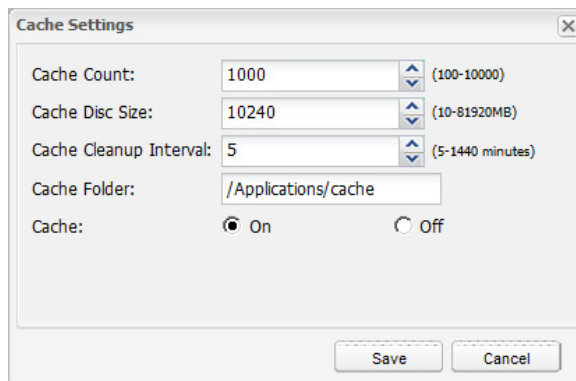 Cache Settings
Cache Count: 1000 (100-10000)
Cache Disc Size: 10240 (10-81920MB)
Cache Cleanup Interval: 5 (5-1440 minutes)
Cache Folder: /Applications/cache
Cache: On Off
Save Cancel